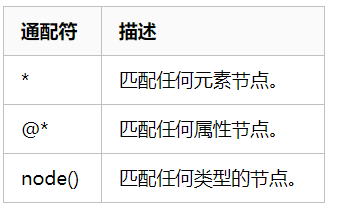 通配符 描述
* 匹配任何元素节点。
@* 匹配任何属性节点。
node() 匹配任何类型的节点。